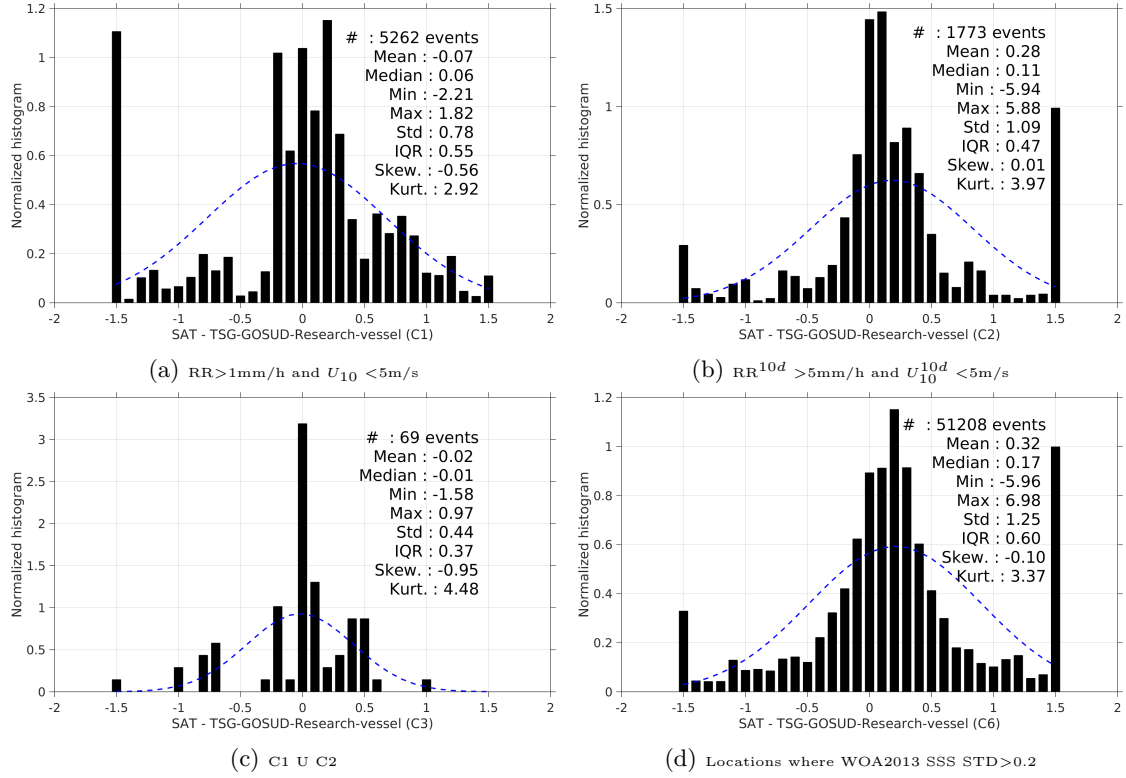 1.2
1
0.8
0.6
0.4
0.2
0
Normalized histogram
# : 5262 events
Mean : -0.07
Median : 0.06
Min : -2.21
Max : 1.82
Std : 0.78
IQR : 0.55
Skew. : -0.56
Kurt. : 2.92
-2 -1.5 -1 -0.5 0 0.5 1 1.5 2
SAT - TSG-GOSUD-Research-vessel (C1)
(a) RR>1mm/h and U10 <5m/s
1.5
1
0.5
0
Normalized histogram
# : 1773 events
Mean : 0.28
Median : 0.11
Min : -5.94
Max : 5.88
Std : 1.09
IQR : 0.47
Skew. : 0.01
Kurt. : 3.97
-2 -1.5 -1 -0.5 0 0.5 1 1.5 2
SAT - TSG-GOSUD-Research-vessel (C2)
(b) RR^10d >5mm/h and U10^10d <5m/s
3.5
3
2.5
2
1.5
1
0.5
0
Normalized histogram
# : 69 events
Mean : -0.02
Median : -0.01
Min : -1.58
Max : 0.97
Std : 0.44
IQR : 0.37
Skew. : -0.95
Kurt. : 4.48
-2 -1.5 -1 -0.5 0 0.5 1 1.5 2
SAT - TSG-GOSUD-Research-vessel (C3)
(c) C1 U C2
1.2
1
0.8
0.6
0.4
0.2
0
Normalized histogram
# : 51208 events
Mean : 0.32
Median : 0.17
Min : -5.96
Max : 6.98
Std : 1.25
IQR : 0.60
Skew. : -0.10
Kurt. : 3.37
-2 -1.5 -1 -0.5 0 0.5 1 1.5 2
SAT - TSG-GOSUD-Research-vessel (C6)
(d) Locations where WOA2013 SSS STD>0.2